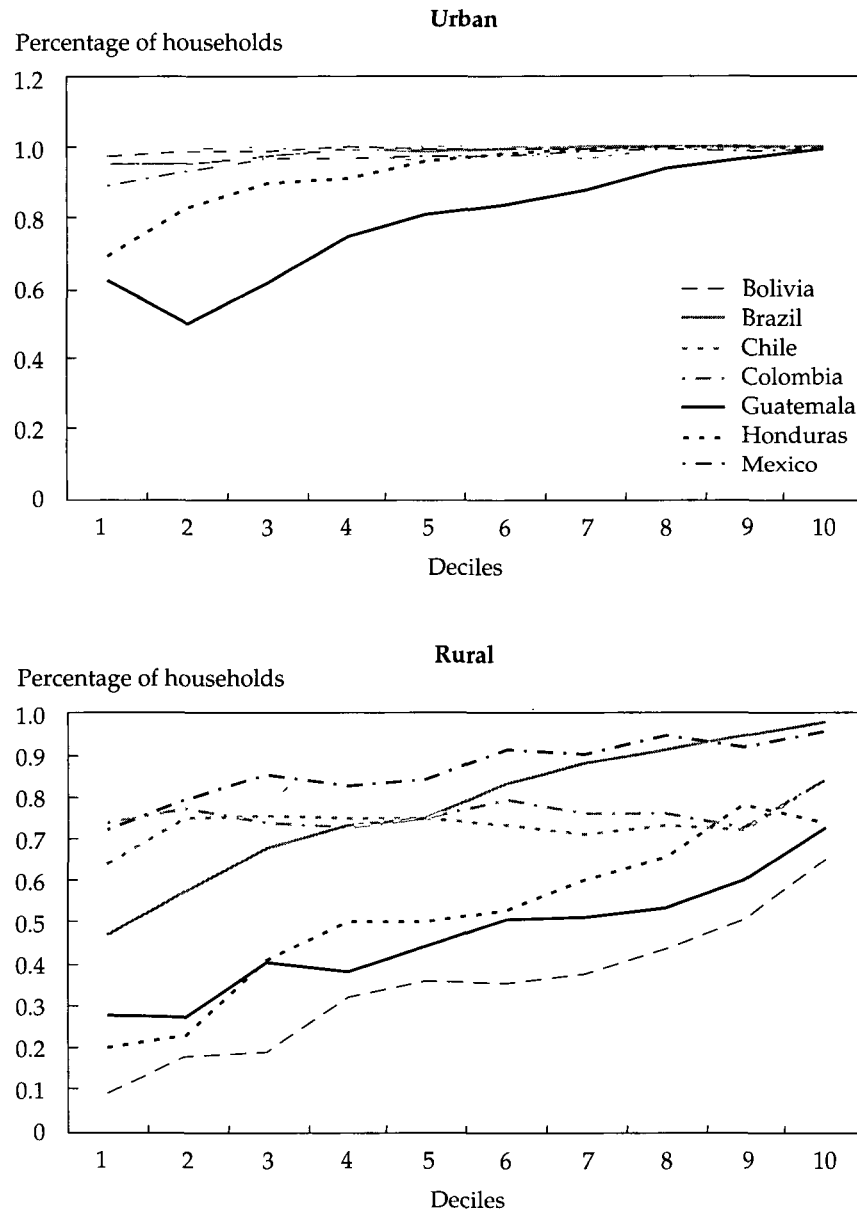 Urban
Percentage of households
1.2
1.0
0.8
0.6
0.4
0.2
0
Bolivia
Brazil
Chile
Colombia
Guatemala
Honduras
Mexico
1 2 3 4 5 6 7 8 9 10
Deciles
Rural
Percentage of households
1.0
0.9
0.8
0.7
0.6
0.5
0.4
0.3
0.2
0.1
0
1 2 3 4 5 6 7 8 9 10
Deciles